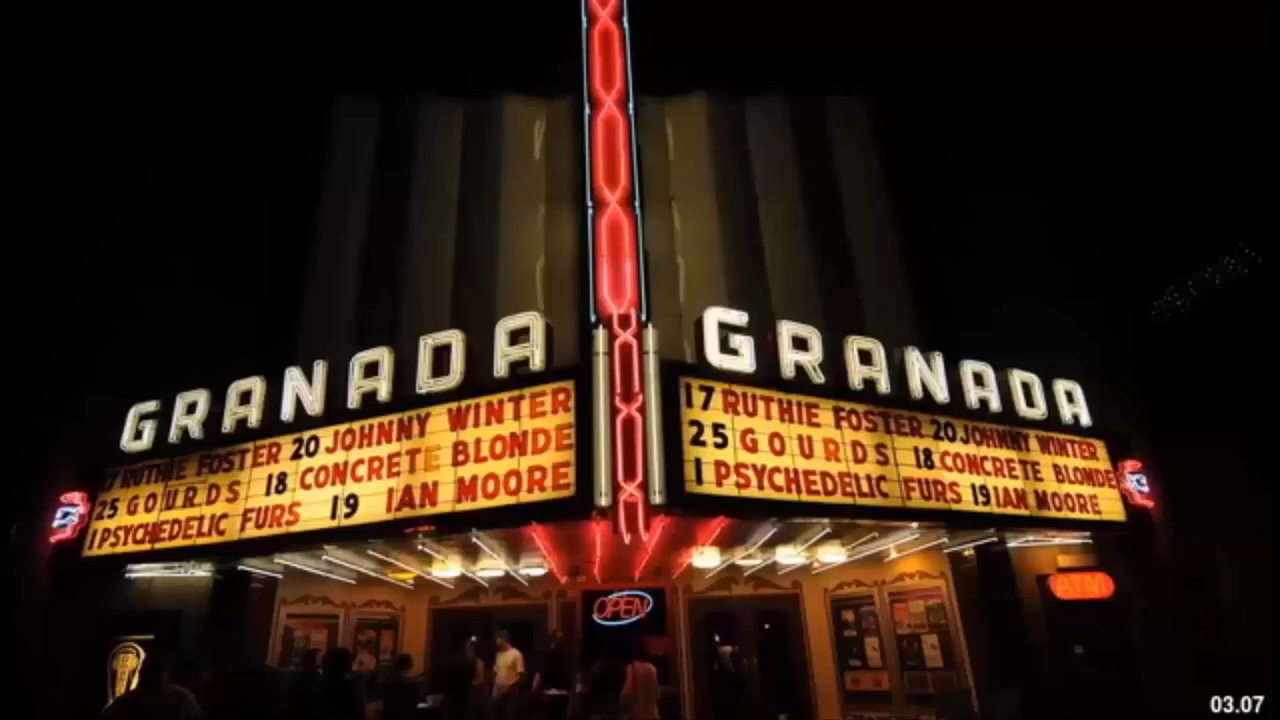 GRANADA
17 RUTHIE FOSTER 20 JOHNNY WINTER
25 GOURDS 18 CONCRETE BLONDE
1 PSYCHEDELIC FURS 19 IAN MOORE
GRANADA
17 RUTHIE FOSTER 20 JOHNNY WINTER
25 GOURDS 18 CONCRETE BLONDE
1 PSYCHEDELIC FURS 19 IAN MOORE
OPEN
ATM
03.07